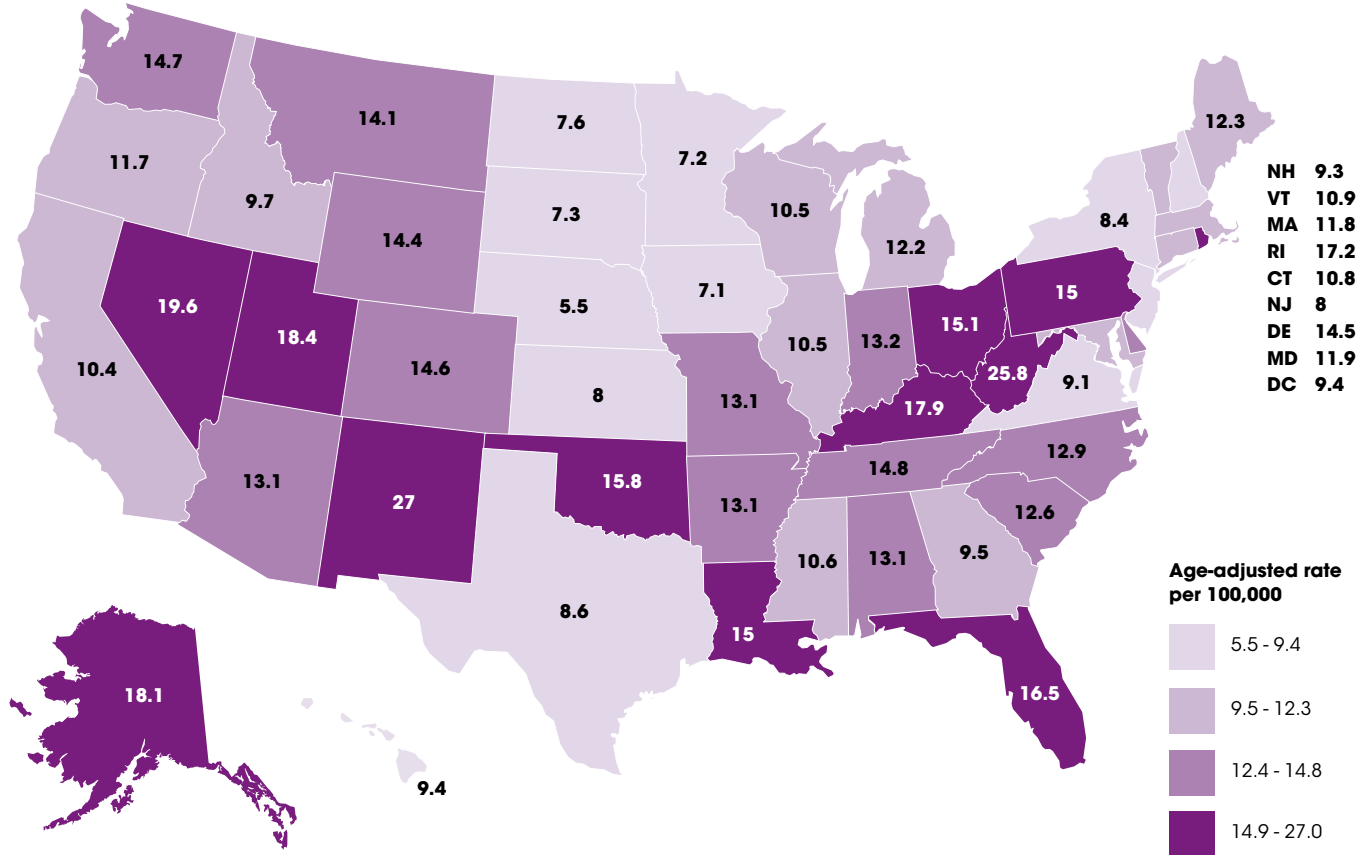 14.7
14.1
7.6
7.2
12.3
11.7
9.7
14.4
7.3
10.5
12.2
8.4
NH 9.3
VT 10.9
MA 11.8
RI 17.2
CT 10.8
NJ 8
DE 14.5
MD 11.9
DC 9.4
19.6
18.4
5.5
7.1
15
10.4
14.6
8
13.1
10.5
13.2
15.1
25.8
9.1
17.9
13.1
27
15.8
13.1
14.8
12.9
12.6
8.6
15
10.6
13.1
9.5
16.5
18.1
9.4
Age-adjusted rate
per 100,000
5.5 - 9.4
9.5 - 12.3
12.4 - 14.8
14.9 - 27.0